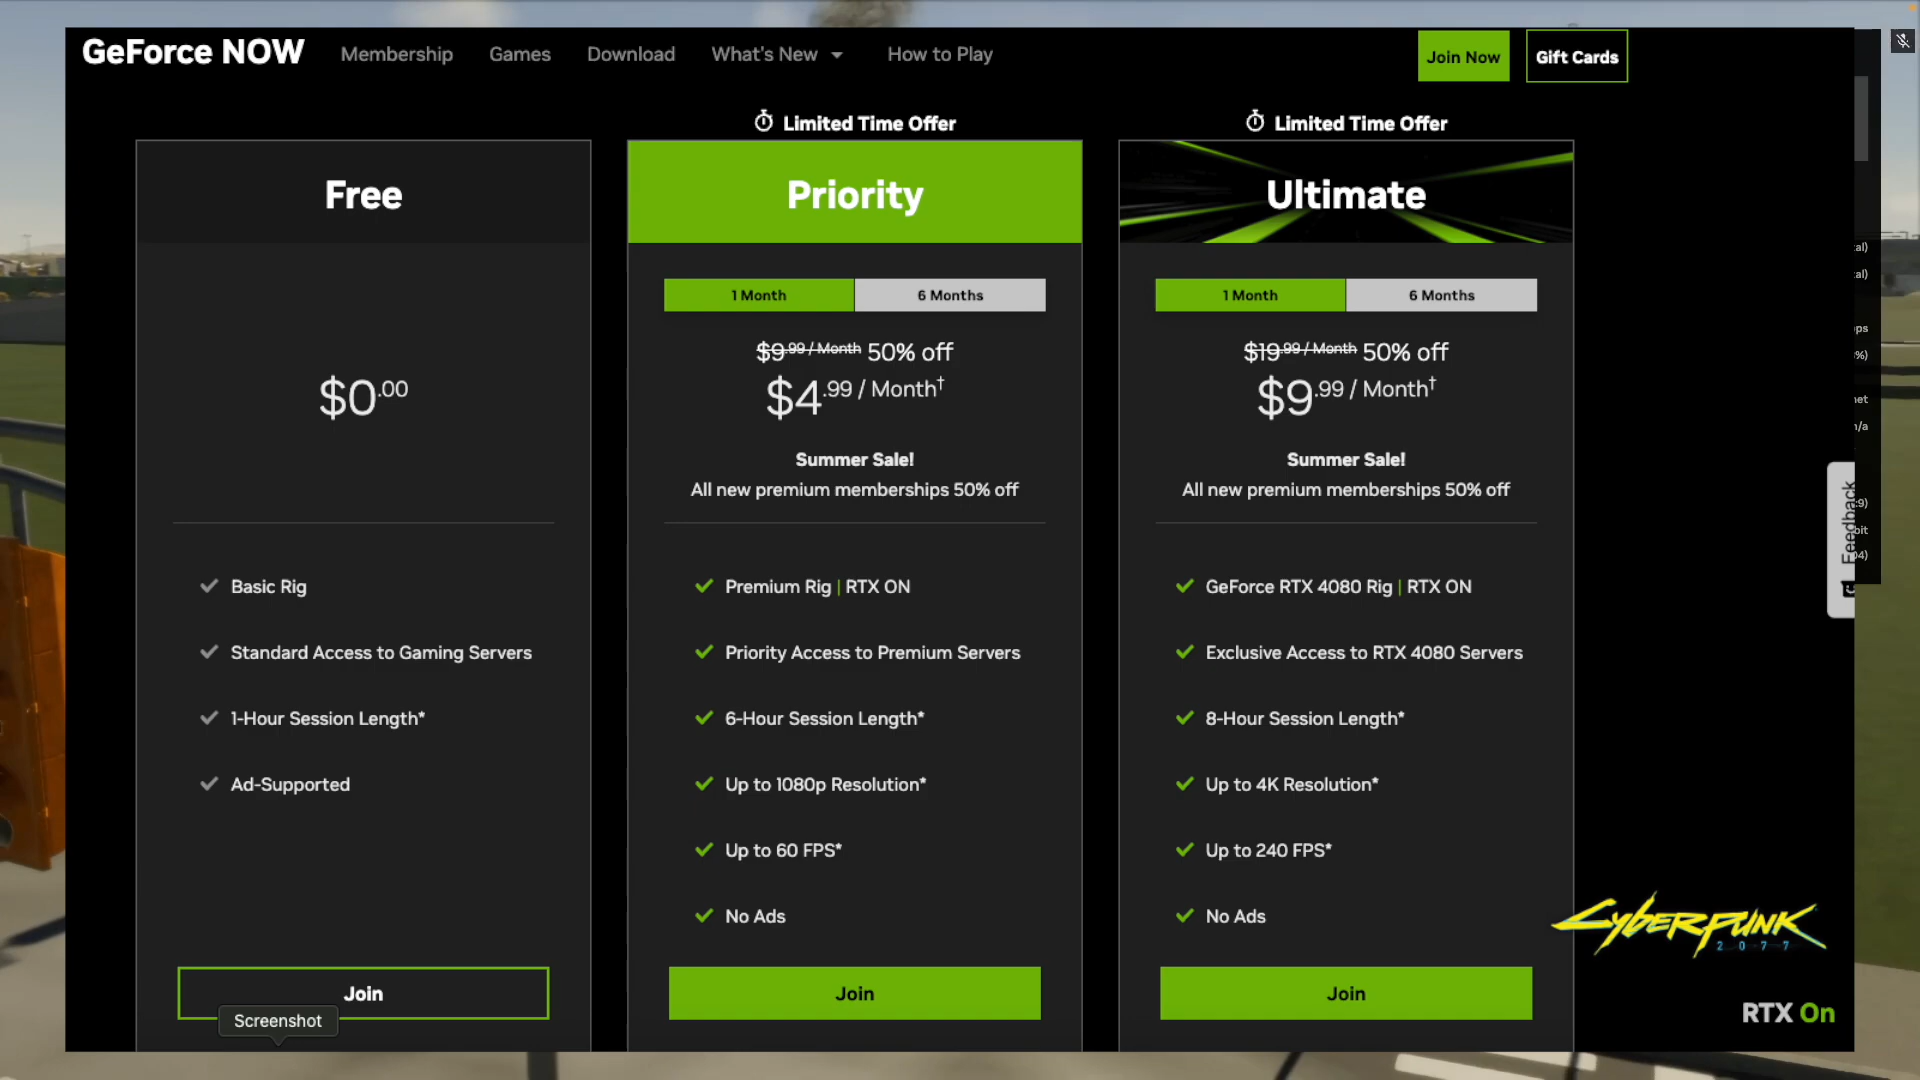 GeForce NOW
Membership
Games
Download
What's New
How to Play
Join Now
Gift Cards
Limited Time Offer
Limited Time Offer
Free
Priority
Ultimate
1 Month
6 Months
1 Month
6 Months
$9.99 / Month 50% off
$19.99 / Month 50% off
$0.00
$4.99 / Month†
$9.99 / Month†
Summer Sale!
All new premium memberships 50% off
Summer Sale!
All new premium memberships 50% off
Basic Rig
Standard Access to Gaming Servers
1-Hour Session Length*
Ad-Supported
Premium Rig | RTX ON
Priority Access to Premium Servers
6-Hour Session Length*
Up to 1080p Resolution*
Up to 60 FPS*
No Ads
GeForce RTX 4080 Rig | RTX ON
Exclusive Access to RTX 4080 Servers
8-Hour Session Length*
Up to 4K Resolution*
Up to 240 FPS*
No Ads
Join
Join
Join
Screenshot
Feedback
Cyberpunk
2077
RTX On